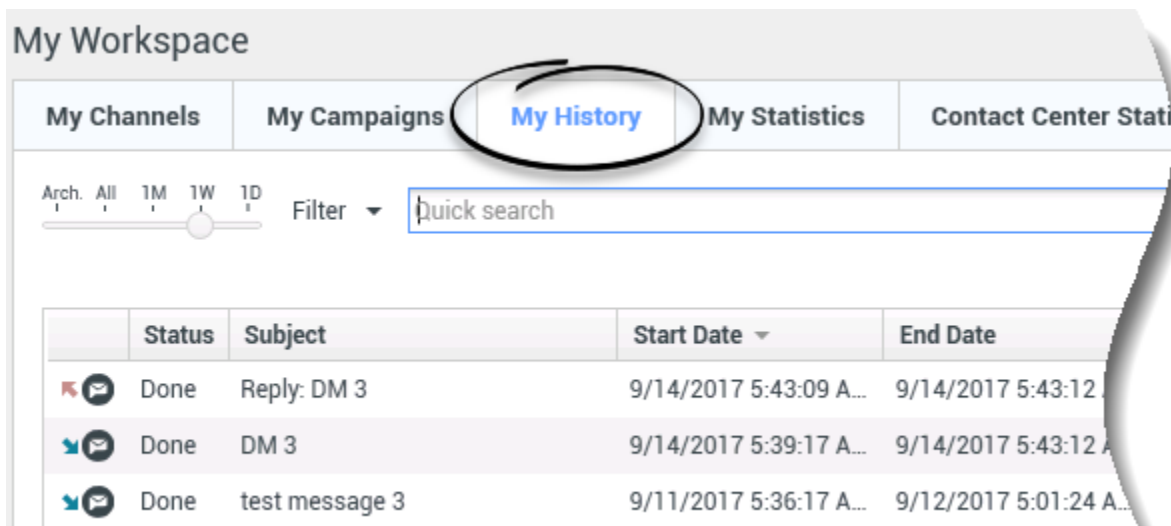 My Workspace
My Channels My Campaigns My History My Statistics Contact Center Stati
Arch. All 1M 1W 1D
Filter Quick search
Status Subject Start Date End Date
Done Reply: DM 3 9/14/2017 5:43:09 A... 9/14/2017 5:43:12
Done DM 3 9/14/2017 5:39:17 A... 9/14/2017 5:43:12 A
Done test message 3 9/11/2017 5:36:17 A... 9/12/2017 5:01:24 A...